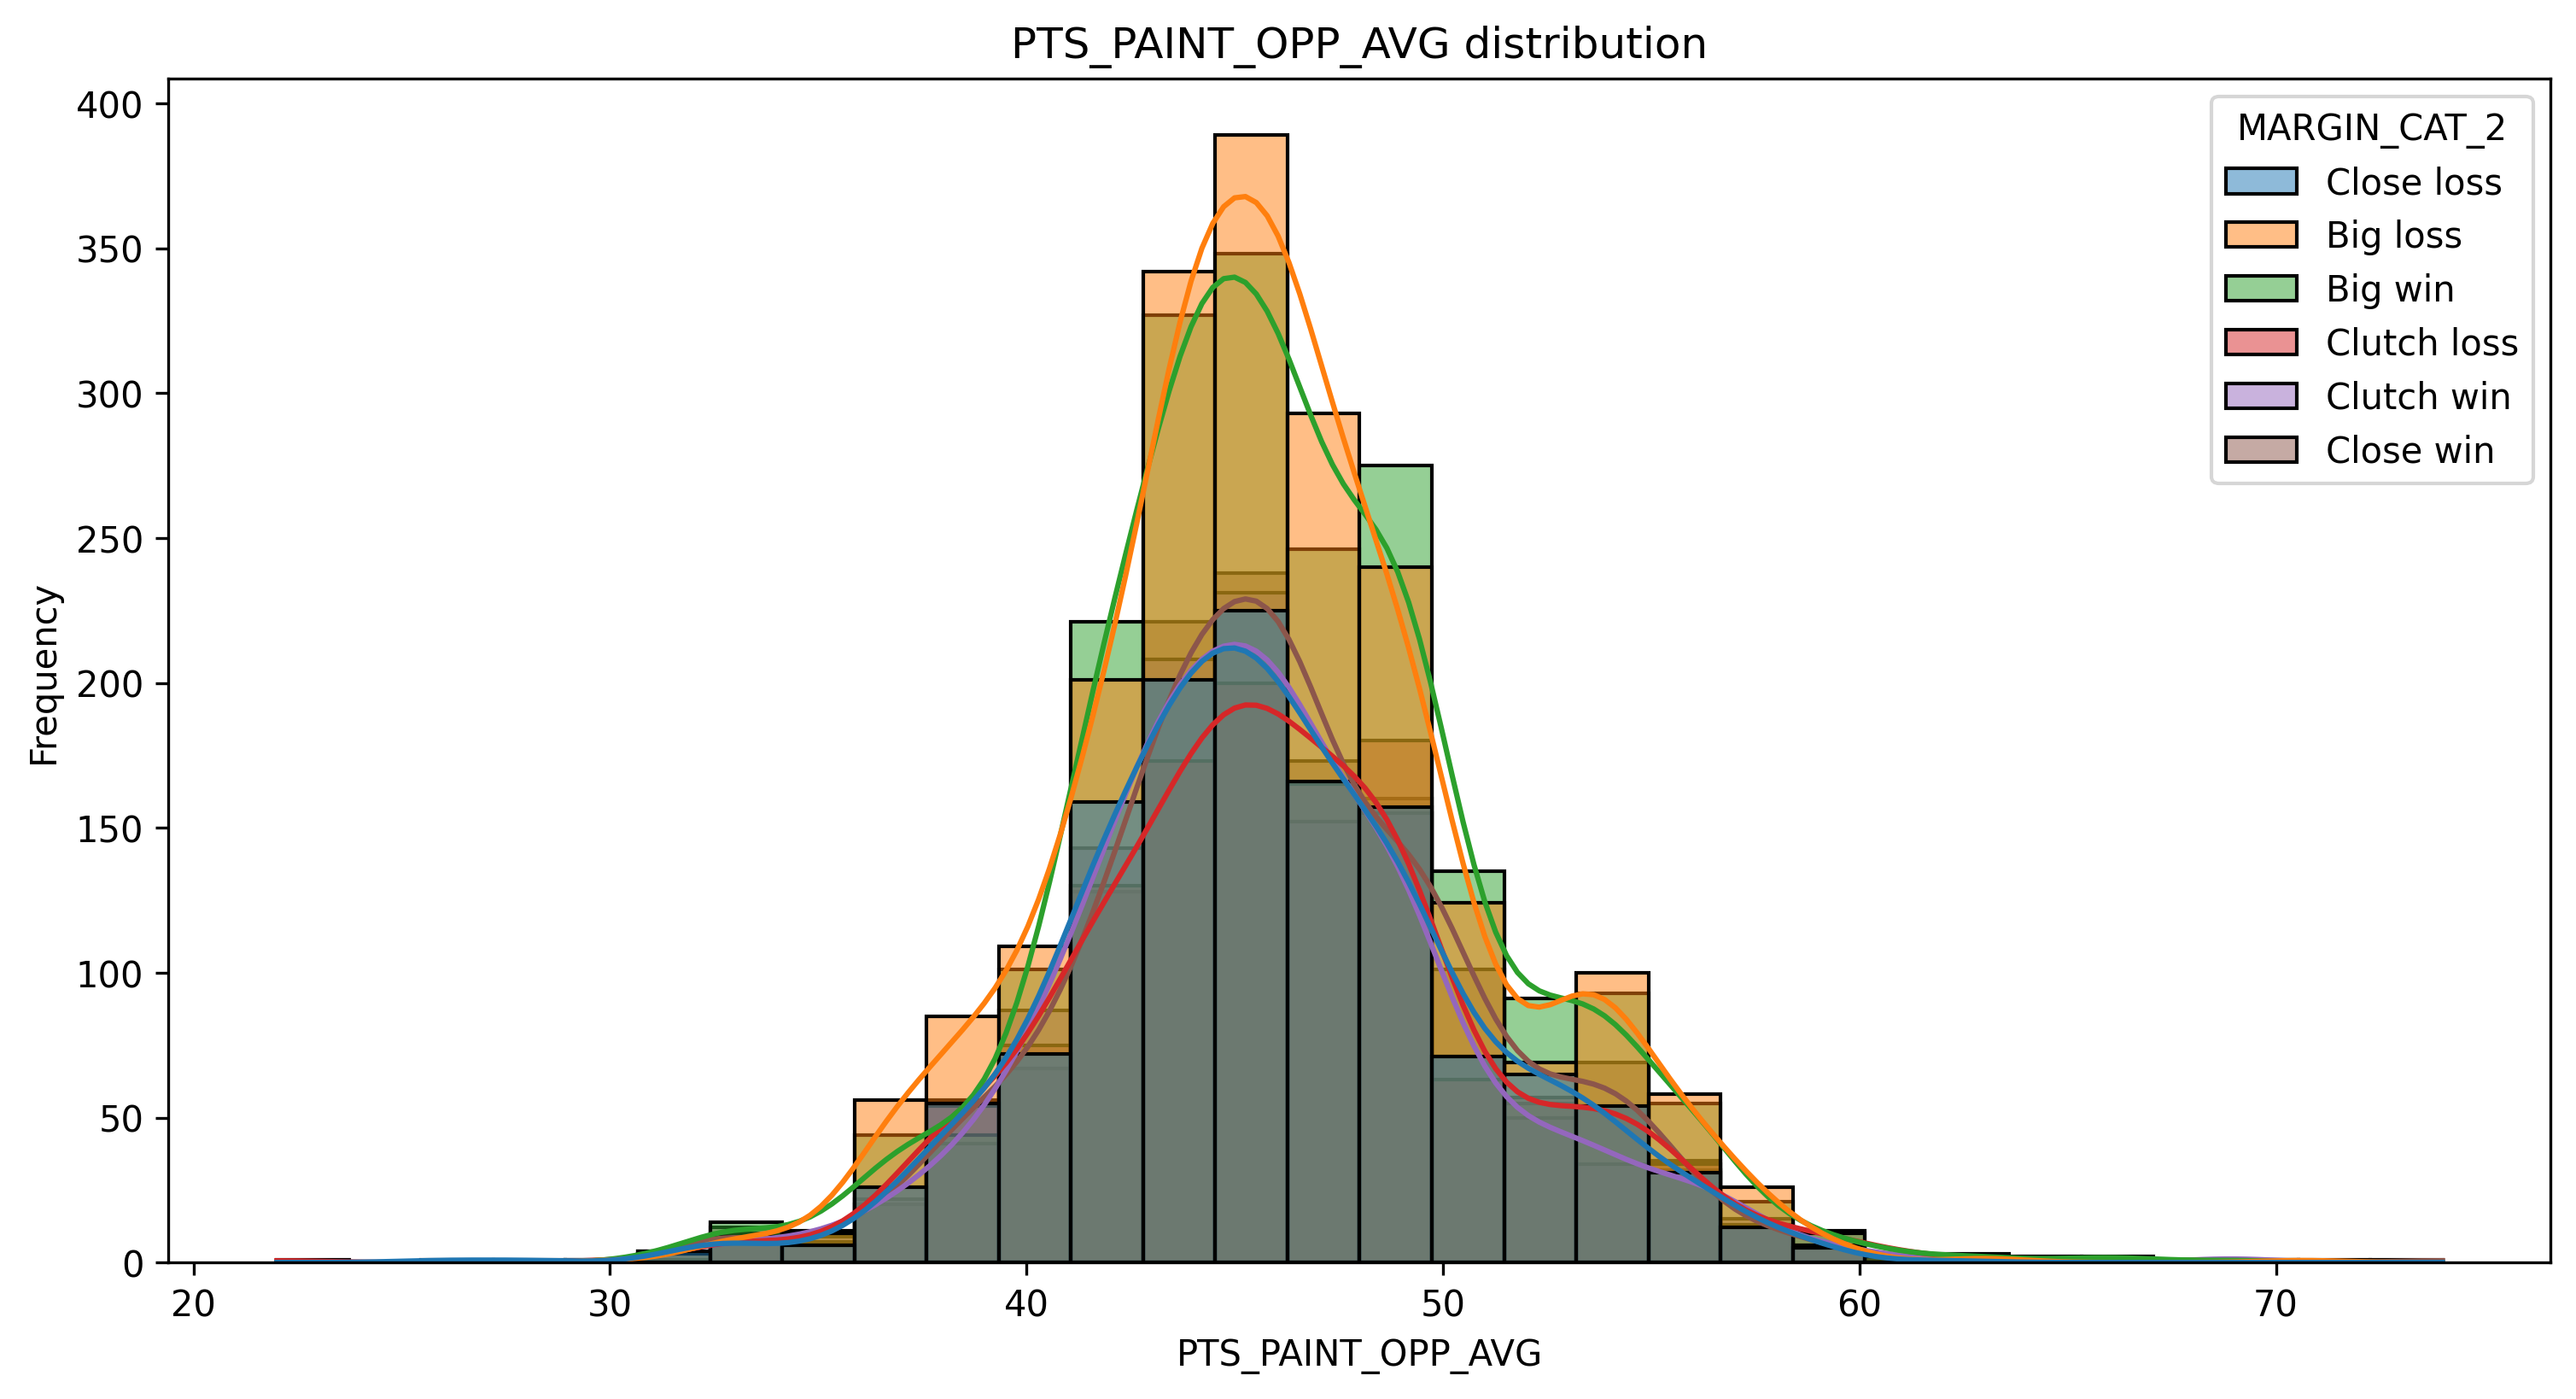 PTS_PAINT_OPP_AVG distribution
400
350
300
250
200
150
100
50
0
Frequency
20
30
40
50
60
70
PTS_PAINT_OPP_AVG
MARGIN_CAT_2
Close loss
Big loss
Big win
Clutch loss
Clutch win
Close win